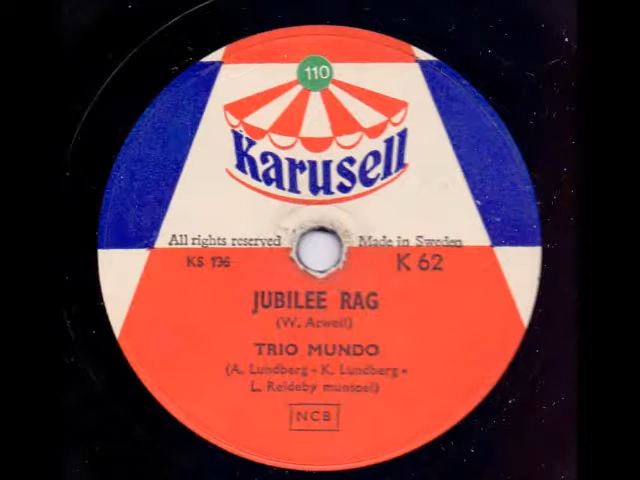 110
Karusell
All rights reserved Made in Sweden
KS 136 K 62
JUBILEE RAG
(W. Atwell)
TRIO MUNDO
(A. Lundberg - K. Lundberg -
L. Reideby munspel)
NCB